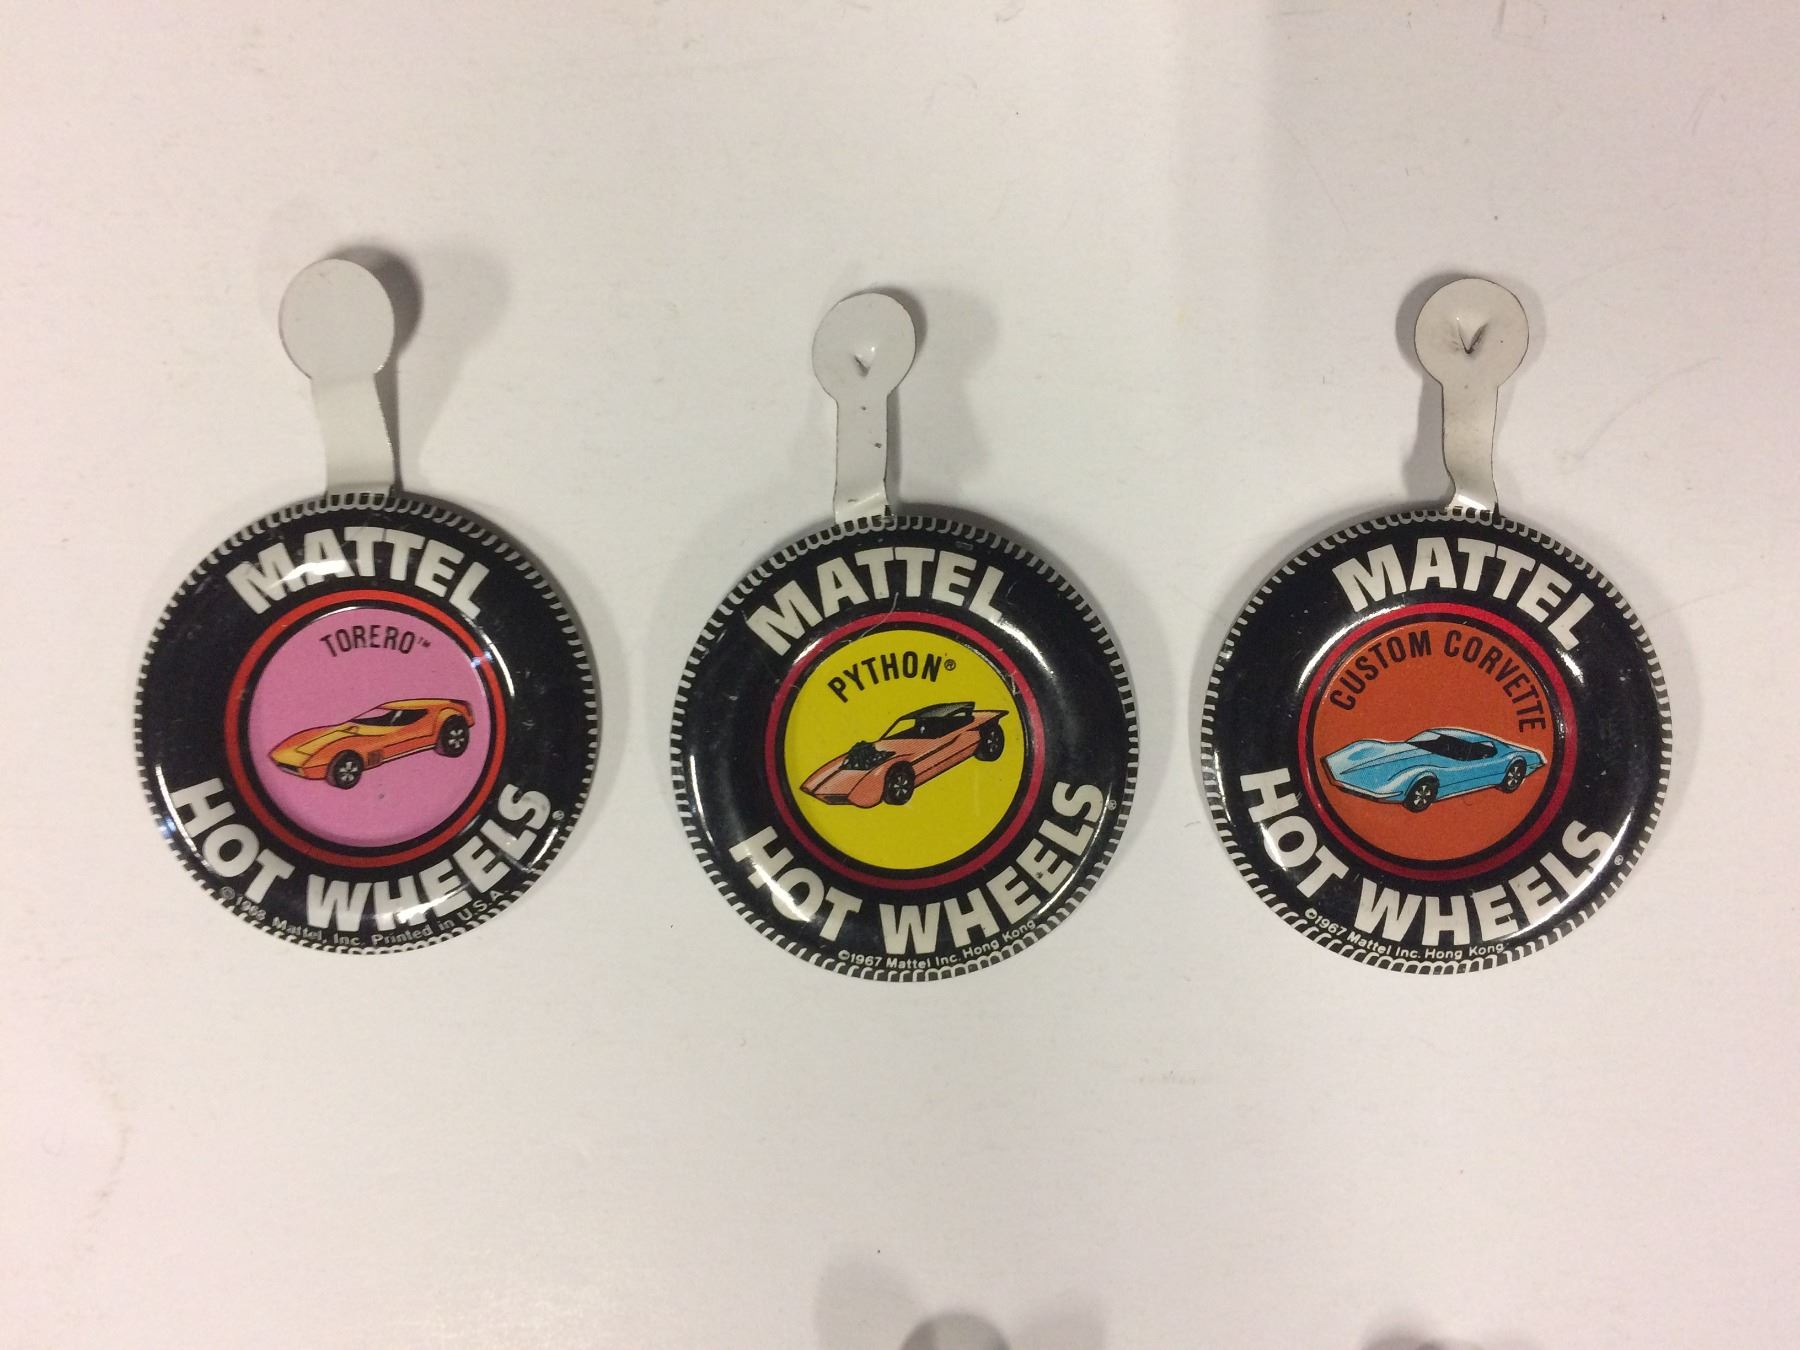 MATTEL
TORERO™
HOT WHEELS®
©1968 Mattel, Inc. Printed in U.S.A.
MATTEL
PYTHON®
HOT WHEELS®
©1967 Mattel Inc. Hong Kong
MATTEL
CUSTOM CORVETTE
HOT WHEELS®
©1967 Mattel Inc. Hong Kong